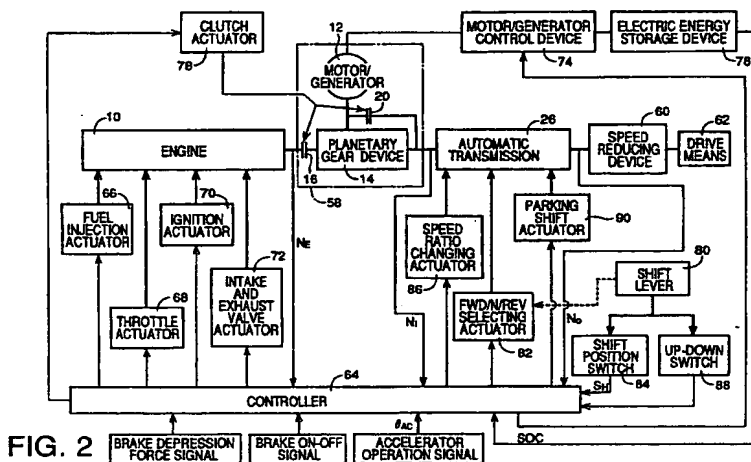 CLUTCH
ACTUATOR
78
12
MOTOR/
GENERATOR
MOTOR/GENERATOR
CONTROL DEVICE
74
ELECTRIC ENERGY
STORAGE DEVICE
78
20
10
ENGINE
16
PLANETARY
GEAR DEVICE
14
58
26
AUTOMATIC
TRANSMISSION
60
SPEED
REDUCING
DEVICE
62
DRIVE
MEANS
66
FUEL
INJECTION
ACTUATOR
70
IGNITION
ACTUATOR
NE
72
INTAKE
AND
EXHAUST
VALVE
ACTUATOR
68
THROTTLE
ACTUATOR
NI
SPEED
RATIO
CHANGING
ACTUATOR
86
PARKING
SHIFT
ACTUATOR
90
FWD/N/REV
SELECTING
ACTUATOR
82
NO
80
SHIFT
LEVER
SHIFT
POSITION
SWITCH
84
UP-DOWN
SWITCH
88
SH
64
CONTROLLER
θAC
SOC
FIG. 2
BRAKE DEPRESSION
FORCE SIGNAL
BRAKE ON-OFF
SIGNAL
ACCELERATOR
OPERATION SIGNAL